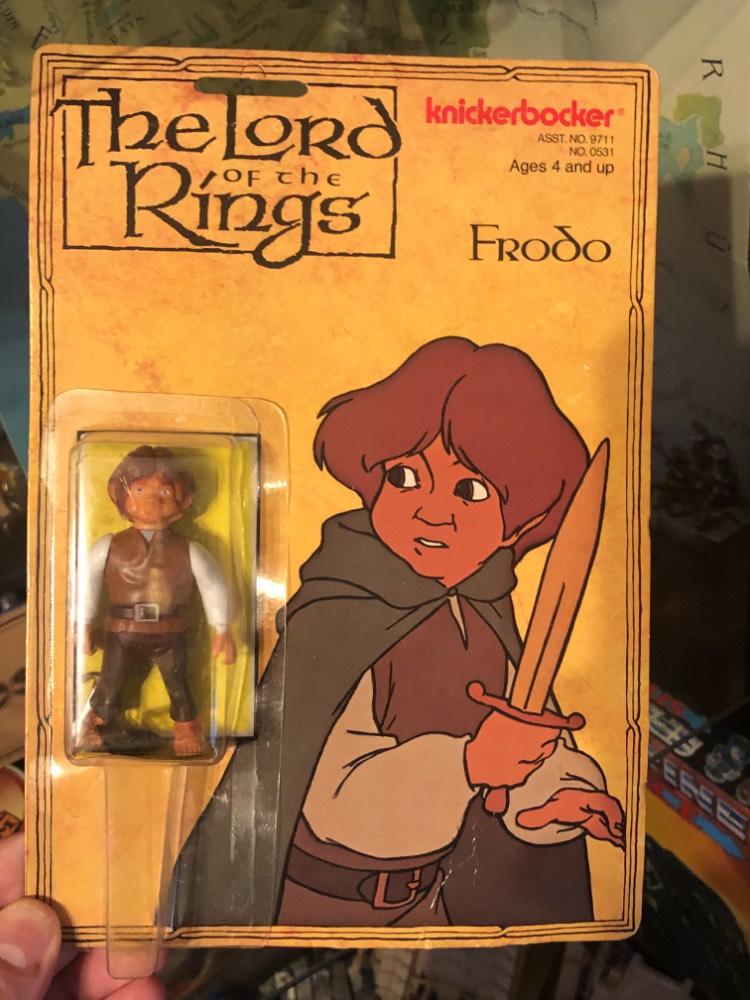 The Lord
OF the
Rings
knickerbocker®
ASST. NO. 9711
NO. 0531
Ages 4 and up
Frodo
R
H
Û